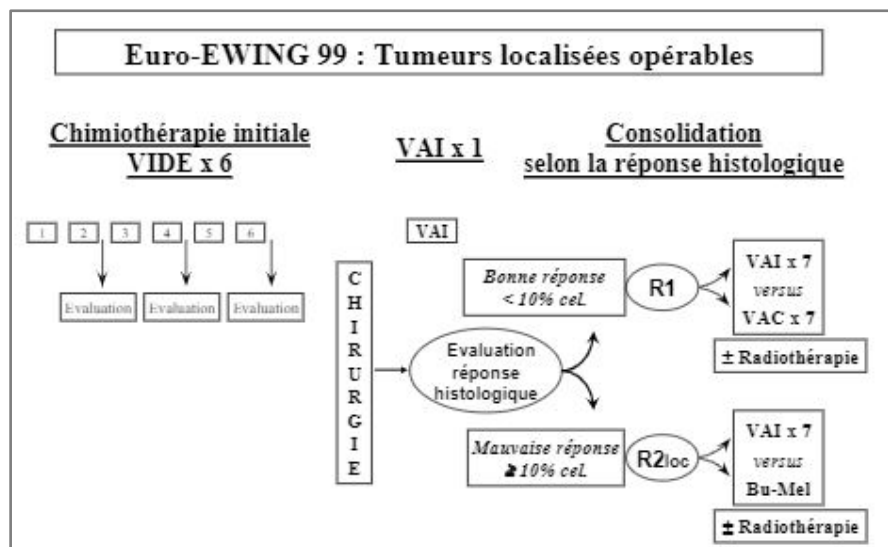 Euro-EWING 99 : Tumeurs localisées opérables
Chimiothérapie initiale
VIDE x 6
VAI x 1
Consolidation
selon la réponse histologique
1
2
3
4
5
6
Evaluation
Evaluation
Evaluation
VAI
C
H
I
R
U
R
G
I
E
Evaluation
réponse
histologique
Bonne réponse
< 10% cel.
R1
VAI x 7
versus
VAC x 7
± Radiothérapie
Mauvaise réponse
≥10% cel.
R2loc
VAI x 7
versus
Bu-Mel
± Radiothérapie